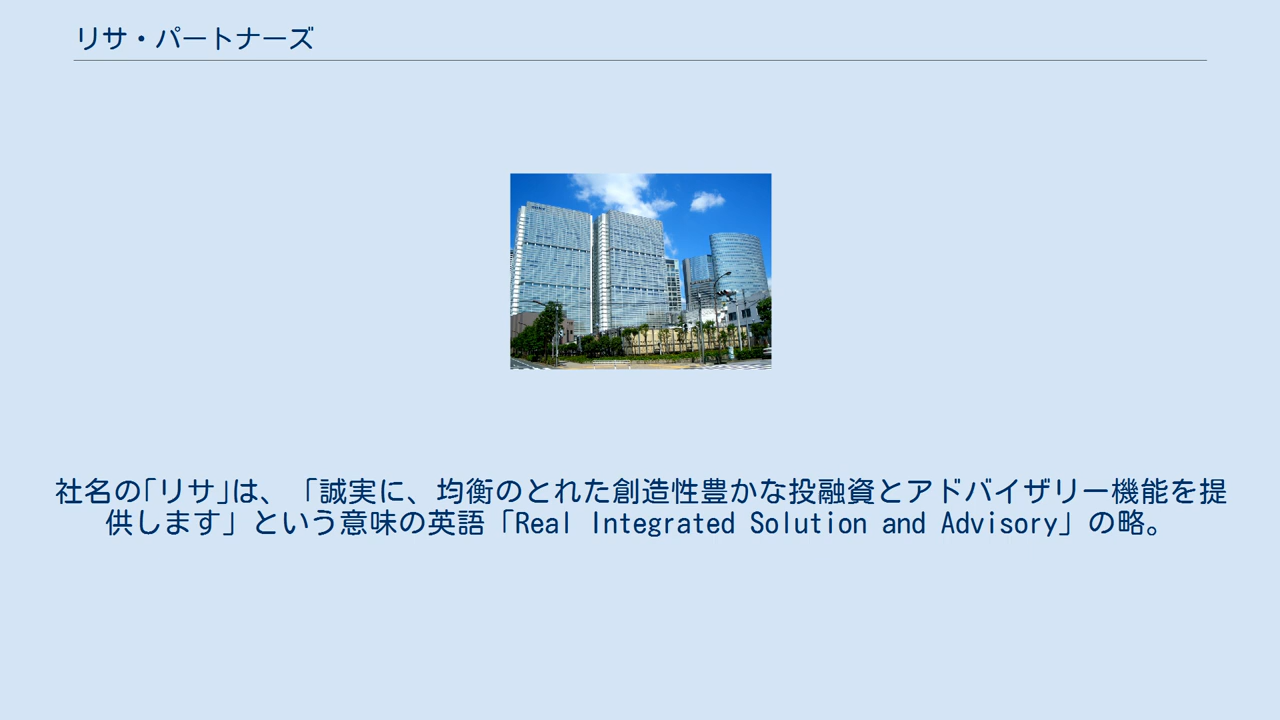 リサ・パートナーズ
社名の｢リサ｣は、「誠実に、均衡のとれた創造性豊かな投融資とアドバイザリー機能を提
供します」という意味の英語「Real Integrated Solution and Advisory」の略。